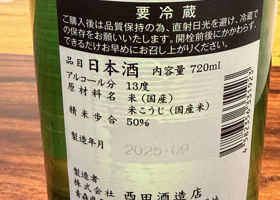 要冷蔵
ご購入後は品質保持の為、直射日光を避け、冷蔵で
の保存をお願いいたします。開栓前後にかかわらず、
できるだけお早めにお召し上がりください。
品目 日本酒 内容量 720ml
アルコール分 13度
原材料名 米(国産)
米こうじ(国産米)
精米歩合 50%
製造年月 2025-09
製造者
株式会社 西田酒造店